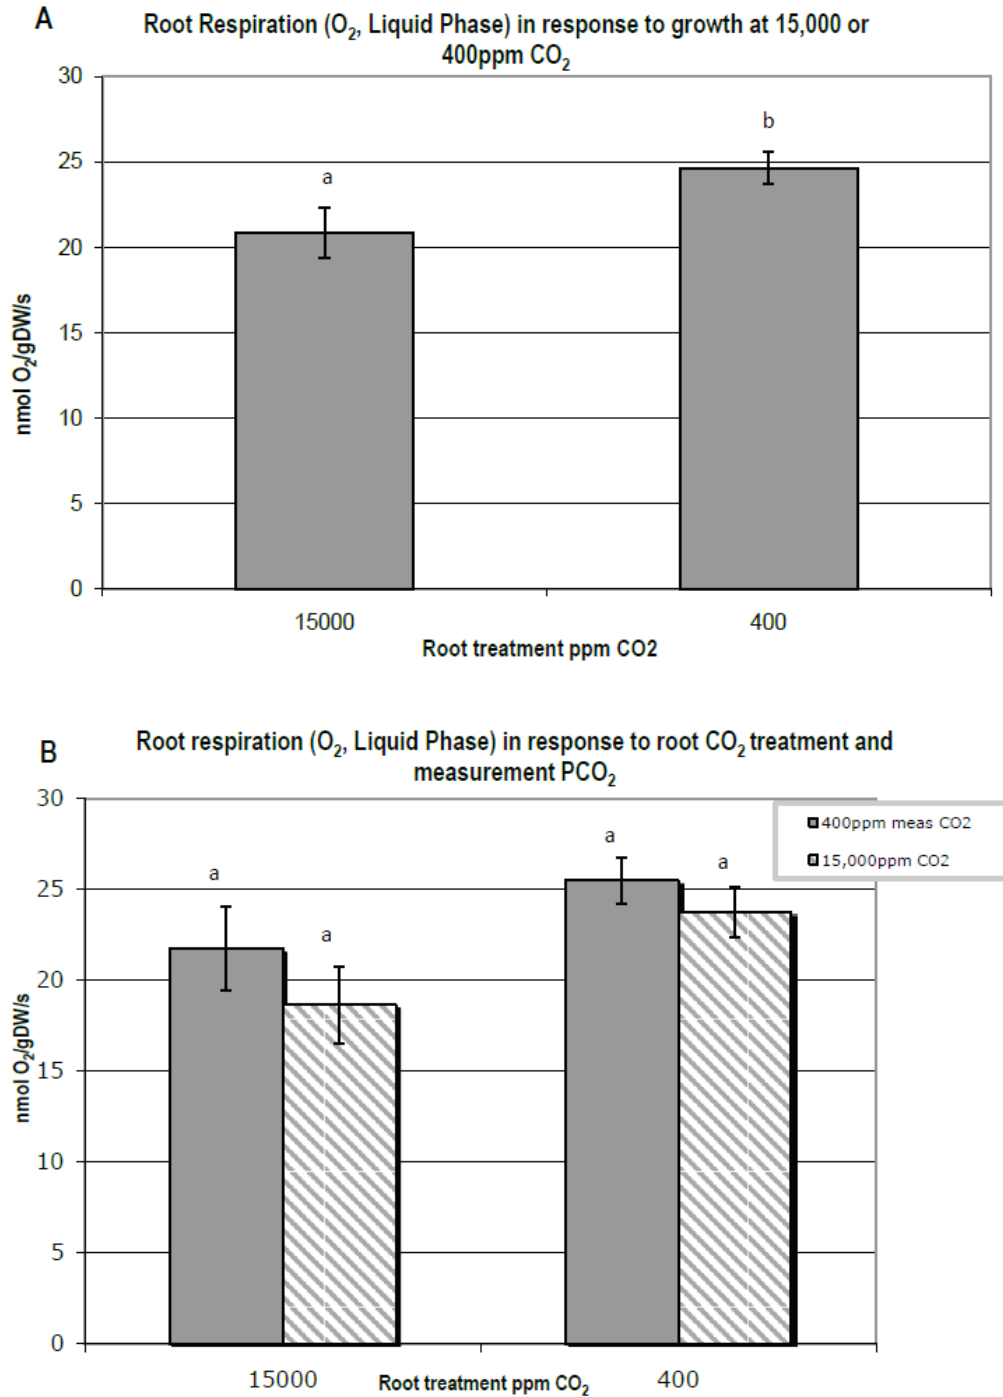 A
Root Respiration (O₂, Liquid Phase) in response to growth at 15,000 or
400ppm CO₂
30
25
20
15
10
5
0
a
b
nmol O₂/gDW/s
15000
400
Root treatment ppm CO2
B
Root respiration (O₂, Liquid Phase) in response to root CO₂ treatment and
measurement PCO₂
30
25
20
15
10
5
0
400ppm meas CO2
15,000ppm CO2
a
a
a
a
nmol O₂/gDW/s
15000
400
Root treatment ppm CO₂